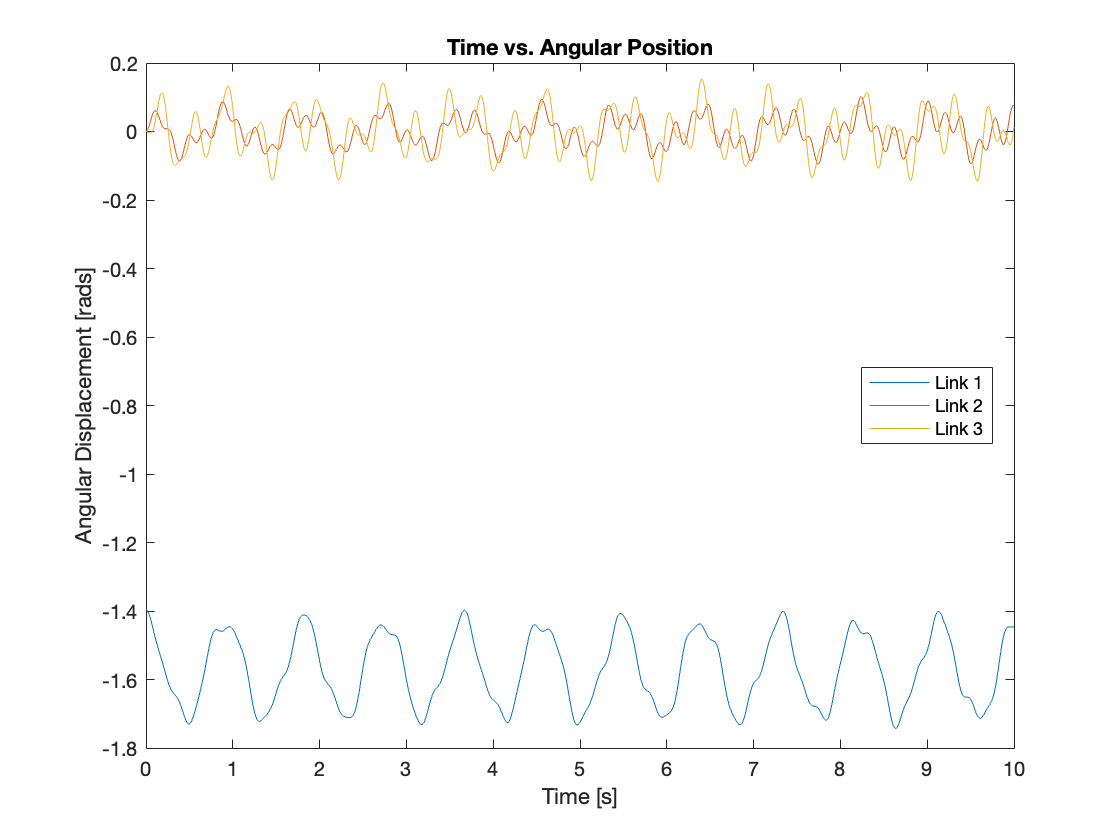 Time vs. Angular Position
0.2
0
-0.2
-0.4
-0.6
-0.8
-1
-1.2
-1.4
-1.6
-1.8
Angular Displacement [rads]
Link 1
Link 2
Link 3
0 1 2 3 4 5 6 7 8 9 10
Time [s]